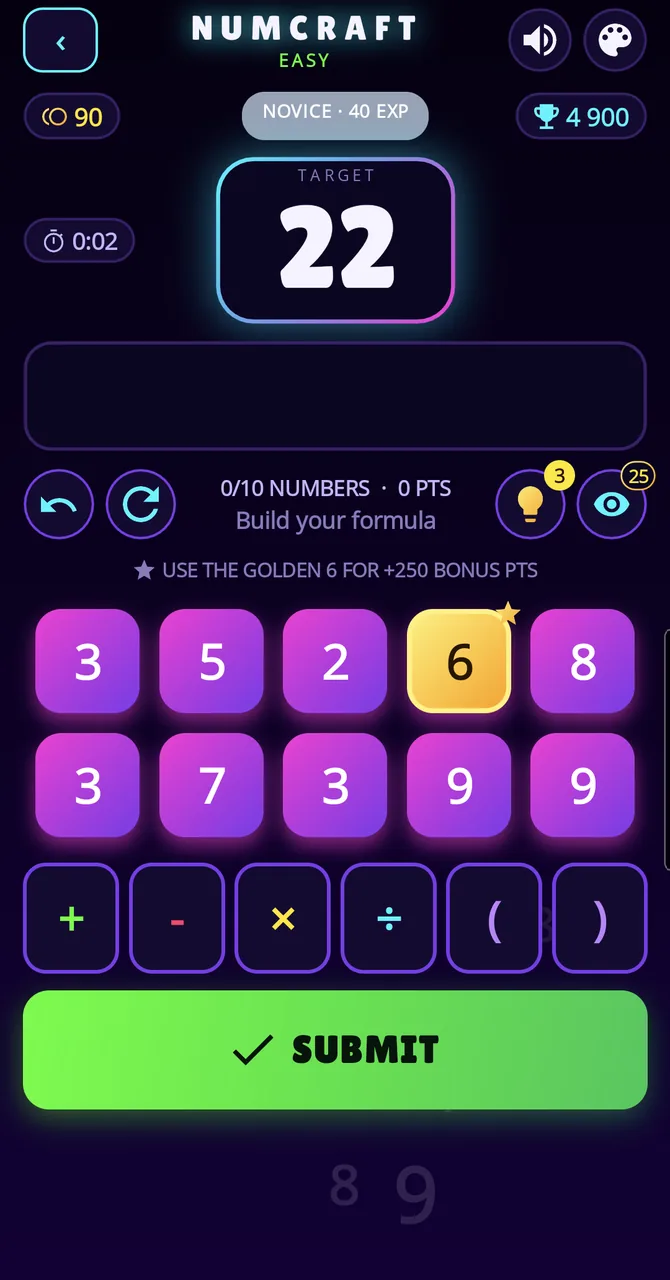 NUMCRAFT
EASY
90
NOVICE · 40 EXP
4 900
TARGET
22
0:02
0/10 NUMBERS · 0 PTS
Build your formula
3
25
USE THE GOLDEN 6 FOR +250 BONUS PTS
3 5 2 6 8
3 7 3 9 9
+ - × ÷ ( )
SUBMIT
8 9